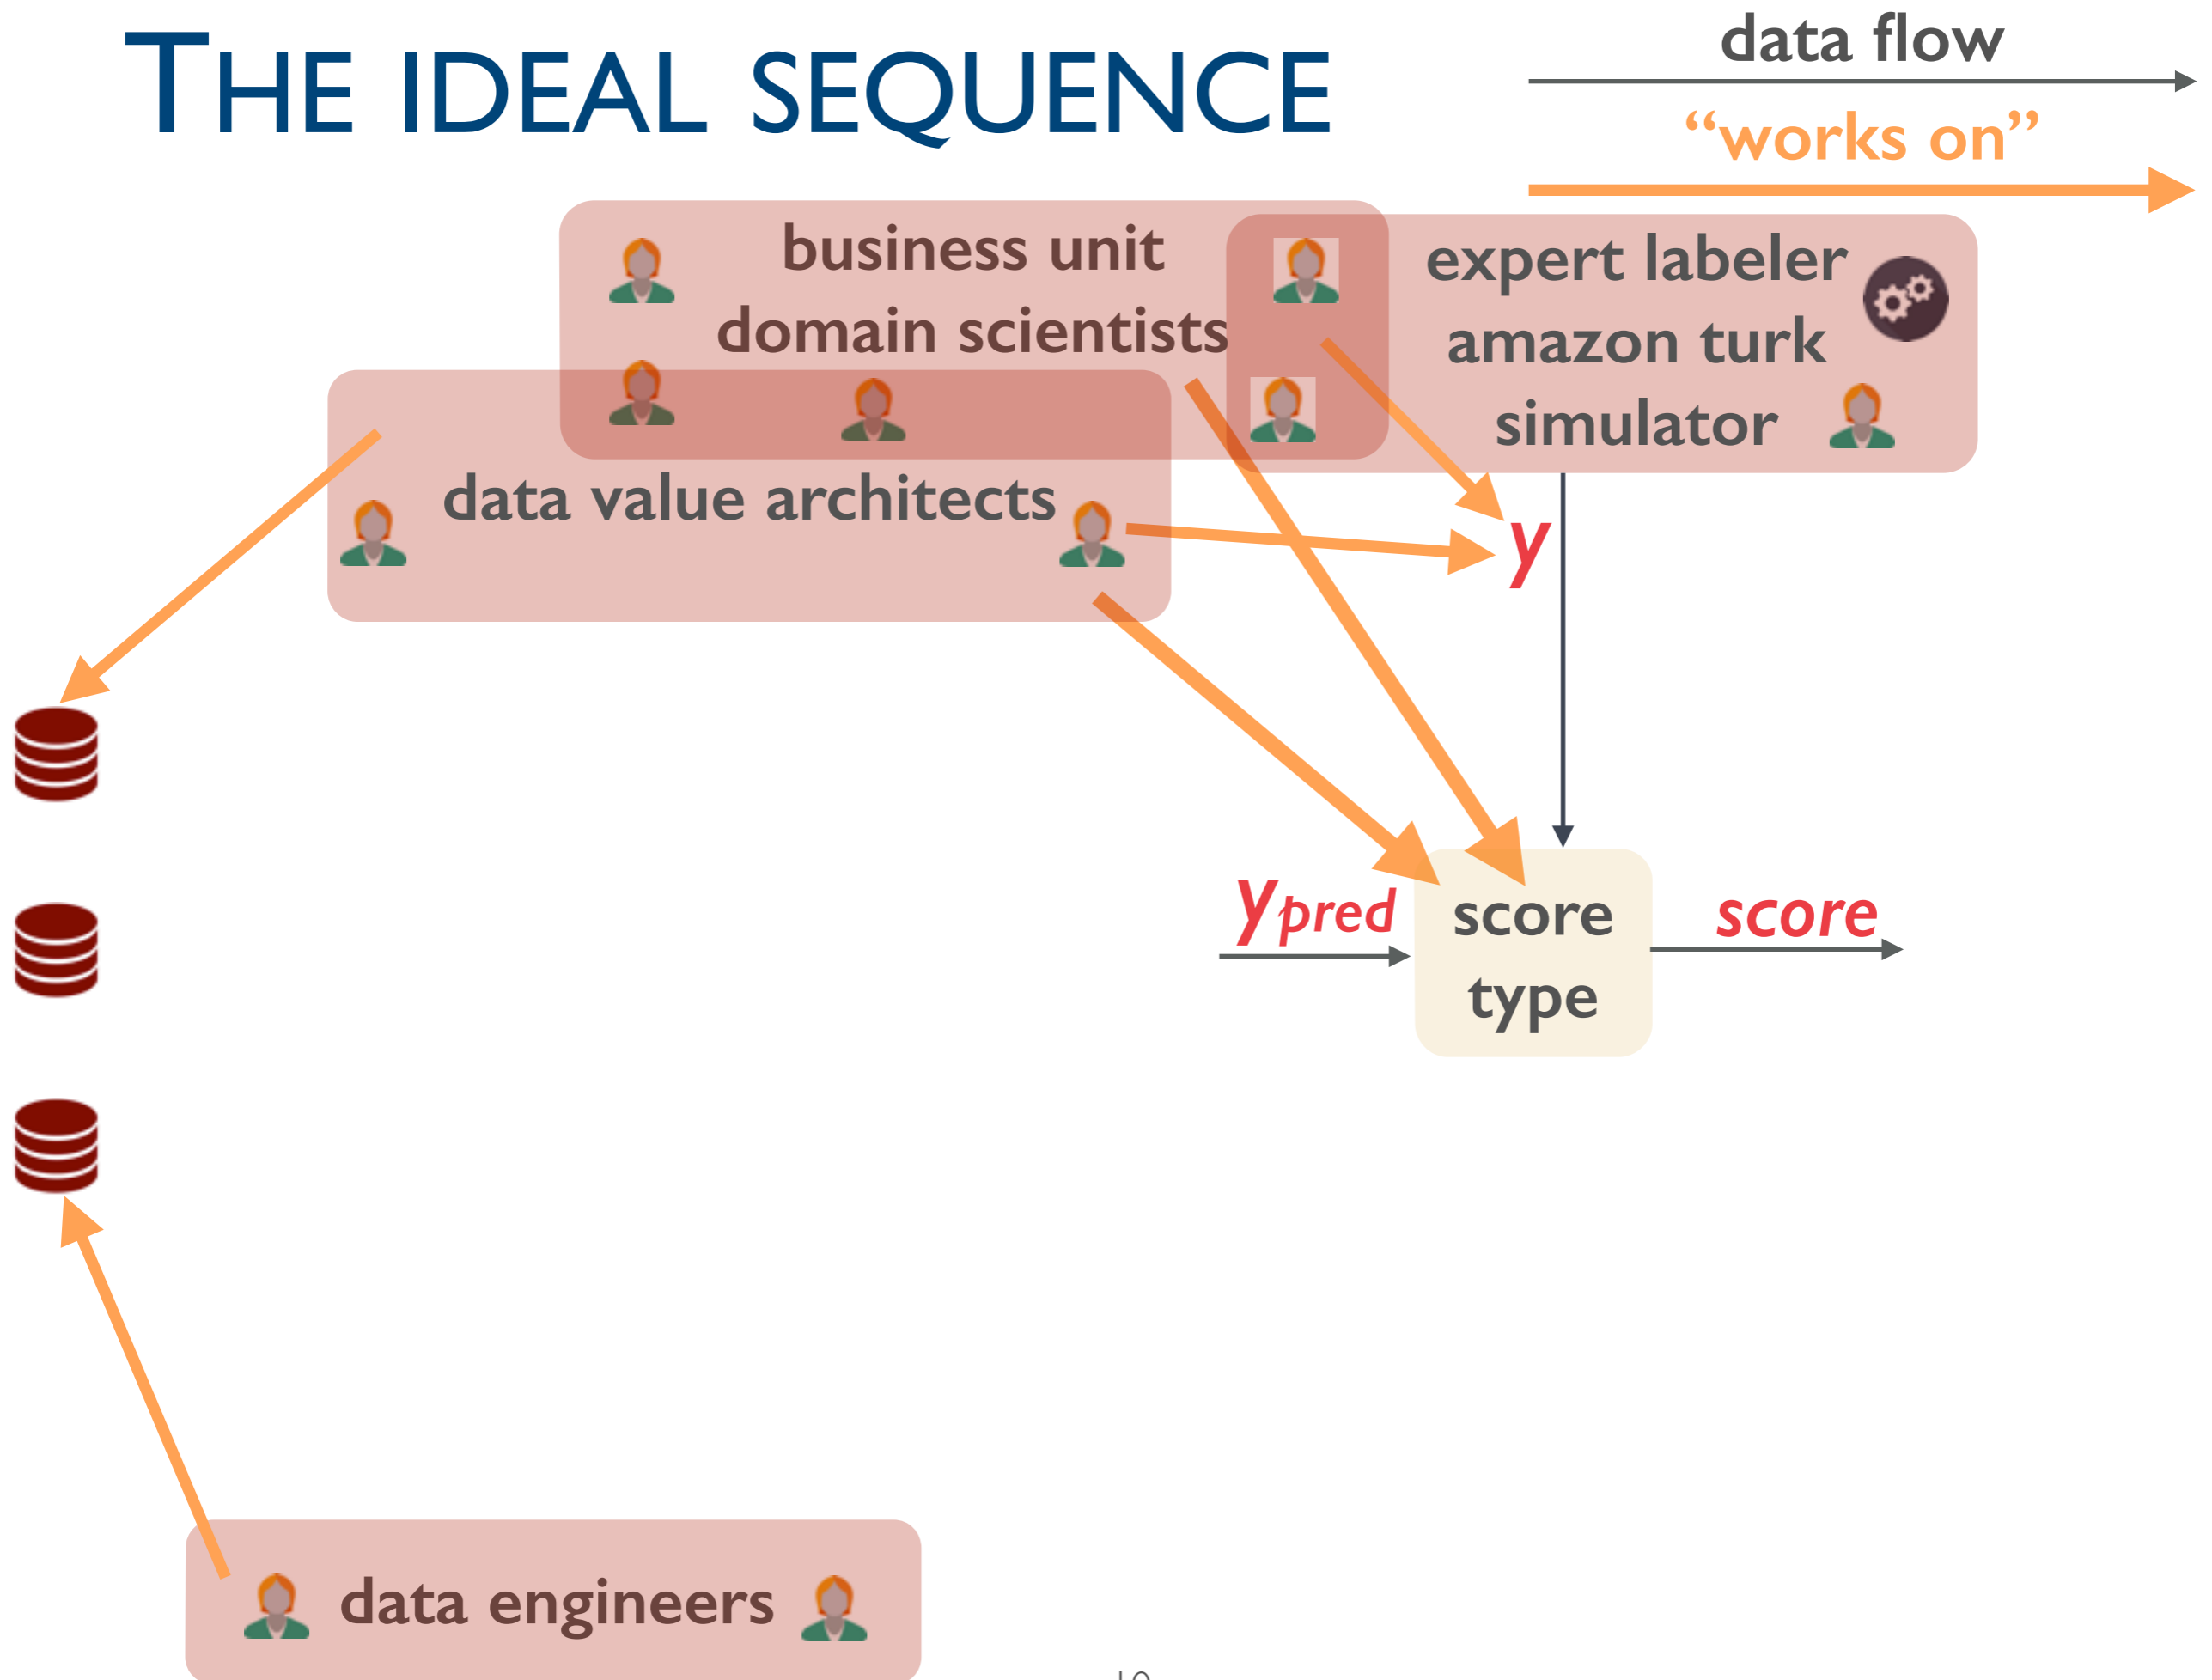 THE IDEAL SEQUENCE
data flow
“works on”
business unit
domain scientists
expert labeler
amazon turk
simulator
data value architects
y
ypred
score
type
score
data engineers